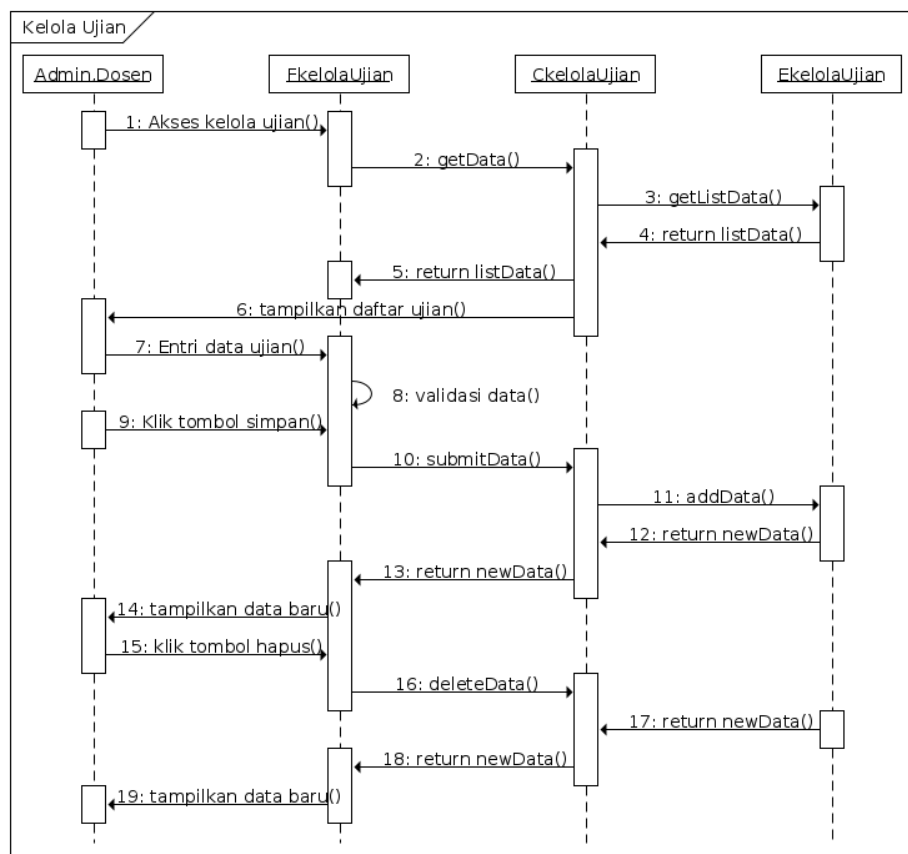 Kelola Ujian
Admin.Dosen
FkelolaUjian
CkelolaUjian
EkelolaUjian
1: Akses kelola ujian()
2: getData()
3: getListData()
4: return listData()
5: return listData()
6: tampilkan daftar ujian()
7: Entri data ujian()
8: validasi data()
9: Klik tombol simpan()
10: submitData()
11: addData()
12: return newData()
13: return newData()
14: tampilkan data baru()
15: klik tombol hapus()
16: deleteData()
17: return newData()
18: return newData()
19: tampilkan data baru()